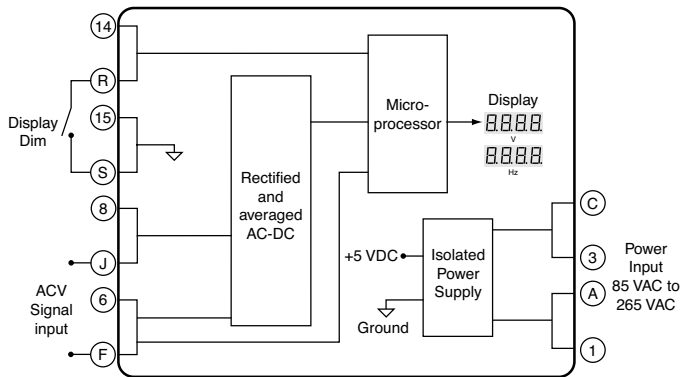 14
R
Display
Dim
15
S
8
J
ACV
Signal
input
6
F
Rectified
and
averaged
AC-DC
Micro-
processor
Display
8.8.8.8.
V
8.8.8.8.
Hz
+5 VDC
Ground
Isolated
Power
Supply
C
3
Power
Input
85 VAC to
265 VAC
A
1